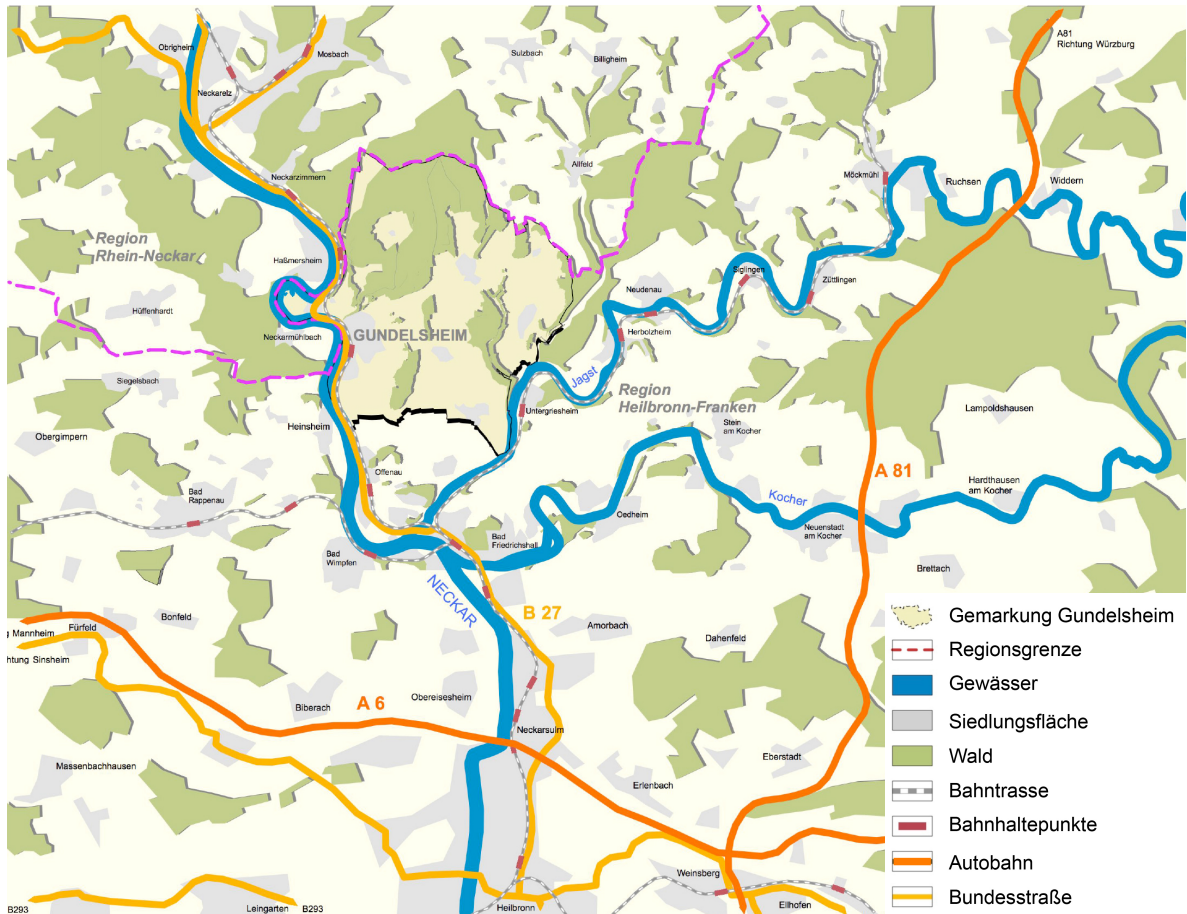 A81
Richtung Würzburg
Obrigheim
Mosbach
Sulzbach
Billigheim
Neckarelz
Allfeld
Neckarzimmern
Möckmühl
Ruchsen
Widdern
Region
Rhein-Neckar
Haßmersheim
Siglingen
Züttlingen
Neudenau
Hüffenhardt
Herbolzheim
Neckarmühlbach
GUNDELSHEIM
Siegelsbach
Jagst
Region
Heilbronn-Franken
Untergriesheim
Lampoldshausen
Stein
am Kocher
Heinsheim
Obergimpern
Offenau
A 81
Hardthausen
am Kocher
Bad
Rappenau
Kocher
Oedheim
Neuenstadt
am Kocher
Bad
Friedrichshall
Bad
Wimpfen
Brettach
NECKAR
B 27
Bonfeld
Fürfeld
g Mannheim
Amorbach
Dahenfeld
chtung Sinsheim
Obereisesheim
A 6
Biberach
Neckarsulm
Eberstadt
Massenbachhausen
Erlenbach
Weinsberg
Ellhofen
Heilbronn
B293
Leingarten
B293
Gemarkung Gundelsheim
Regionsgrenze
Gewässer
Siedlungsfläche
Wald
Bahntrasse
Bahnhaltepunkte
Autobahn
Bundesstraße